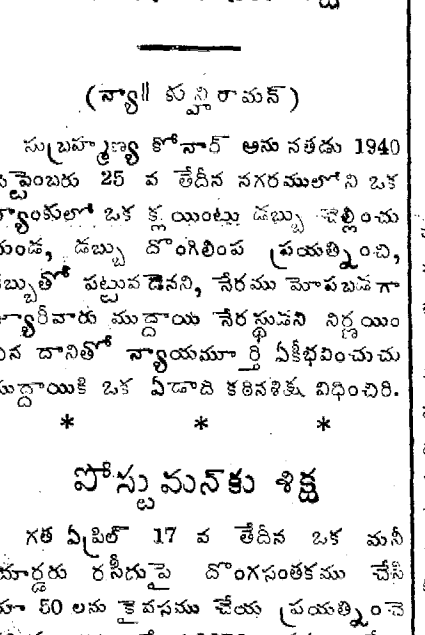 (న్యా॥ కున్హిరామన్)
సుబ్రహ్మణ్య కోనార్ అను నతడు 1940
సెప్టెంబరు 25 వ తేదీన నగరములోని ఒక
బ్యాంకులో ఒక క్లయింటు డబ్బు చెల్లించు
చుండ, డబ్బు దొంగిలింప ప్రయత్నించి,
డబ్బుతో పట్టువడెనని, నేరము మోపబడగా
జ్యూరీవారు ముద్దాయి నేరస్థుడని నిర్ణయిం
చిన దానితో న్యాయమూర్తి ఏకీభవించుచు
ముద్దాయికి ఒక ఏడాది కఠినశిక్ష విధించిరి.
* * *
పోస్టుమన్‌కు శిక్ష
గత ఏప్రిల్ 17 వ తేదీన ఒక మనీ
యార్డరు రసీదుపై దొంగసంతకము చేసి
రూ 50 లను కైవసము చేయ ప్రయత్నించె